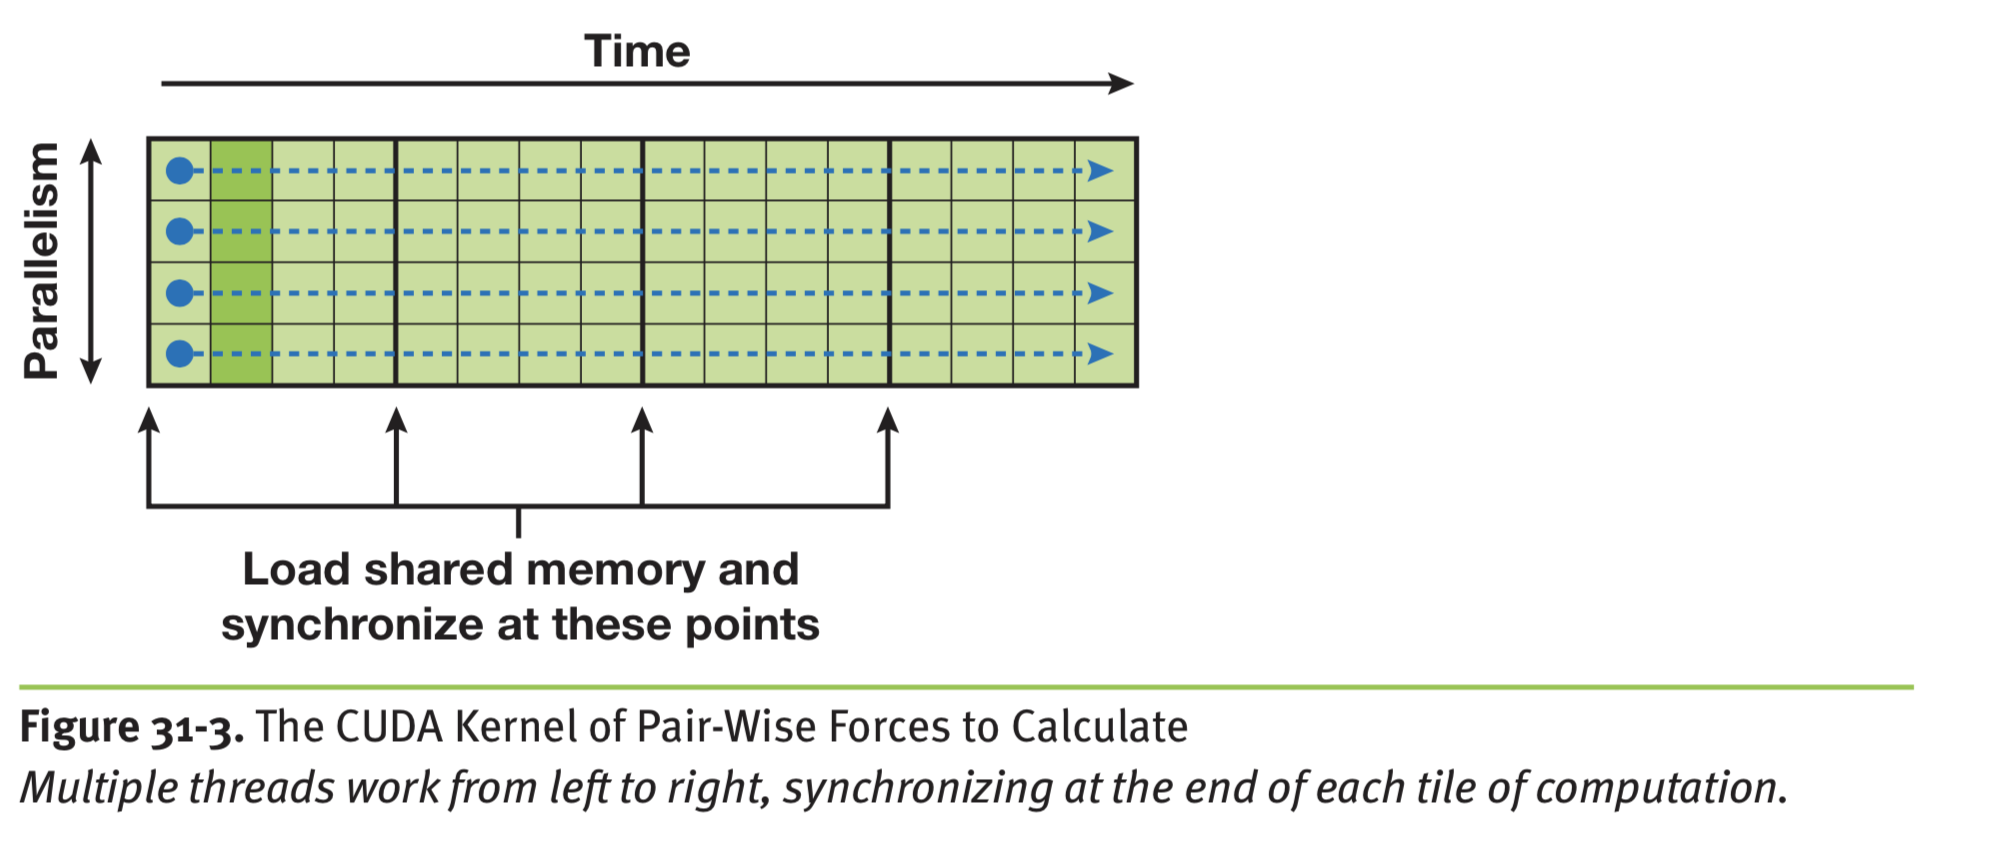 Time
Parallelism
Load shared memory and
synchronize at these points
Figure 31-3. The CUDA Kernel of Pair-Wise Forces to Calculate
Multiple threads work from left to right, synchronizing at the end of each tile of computation.